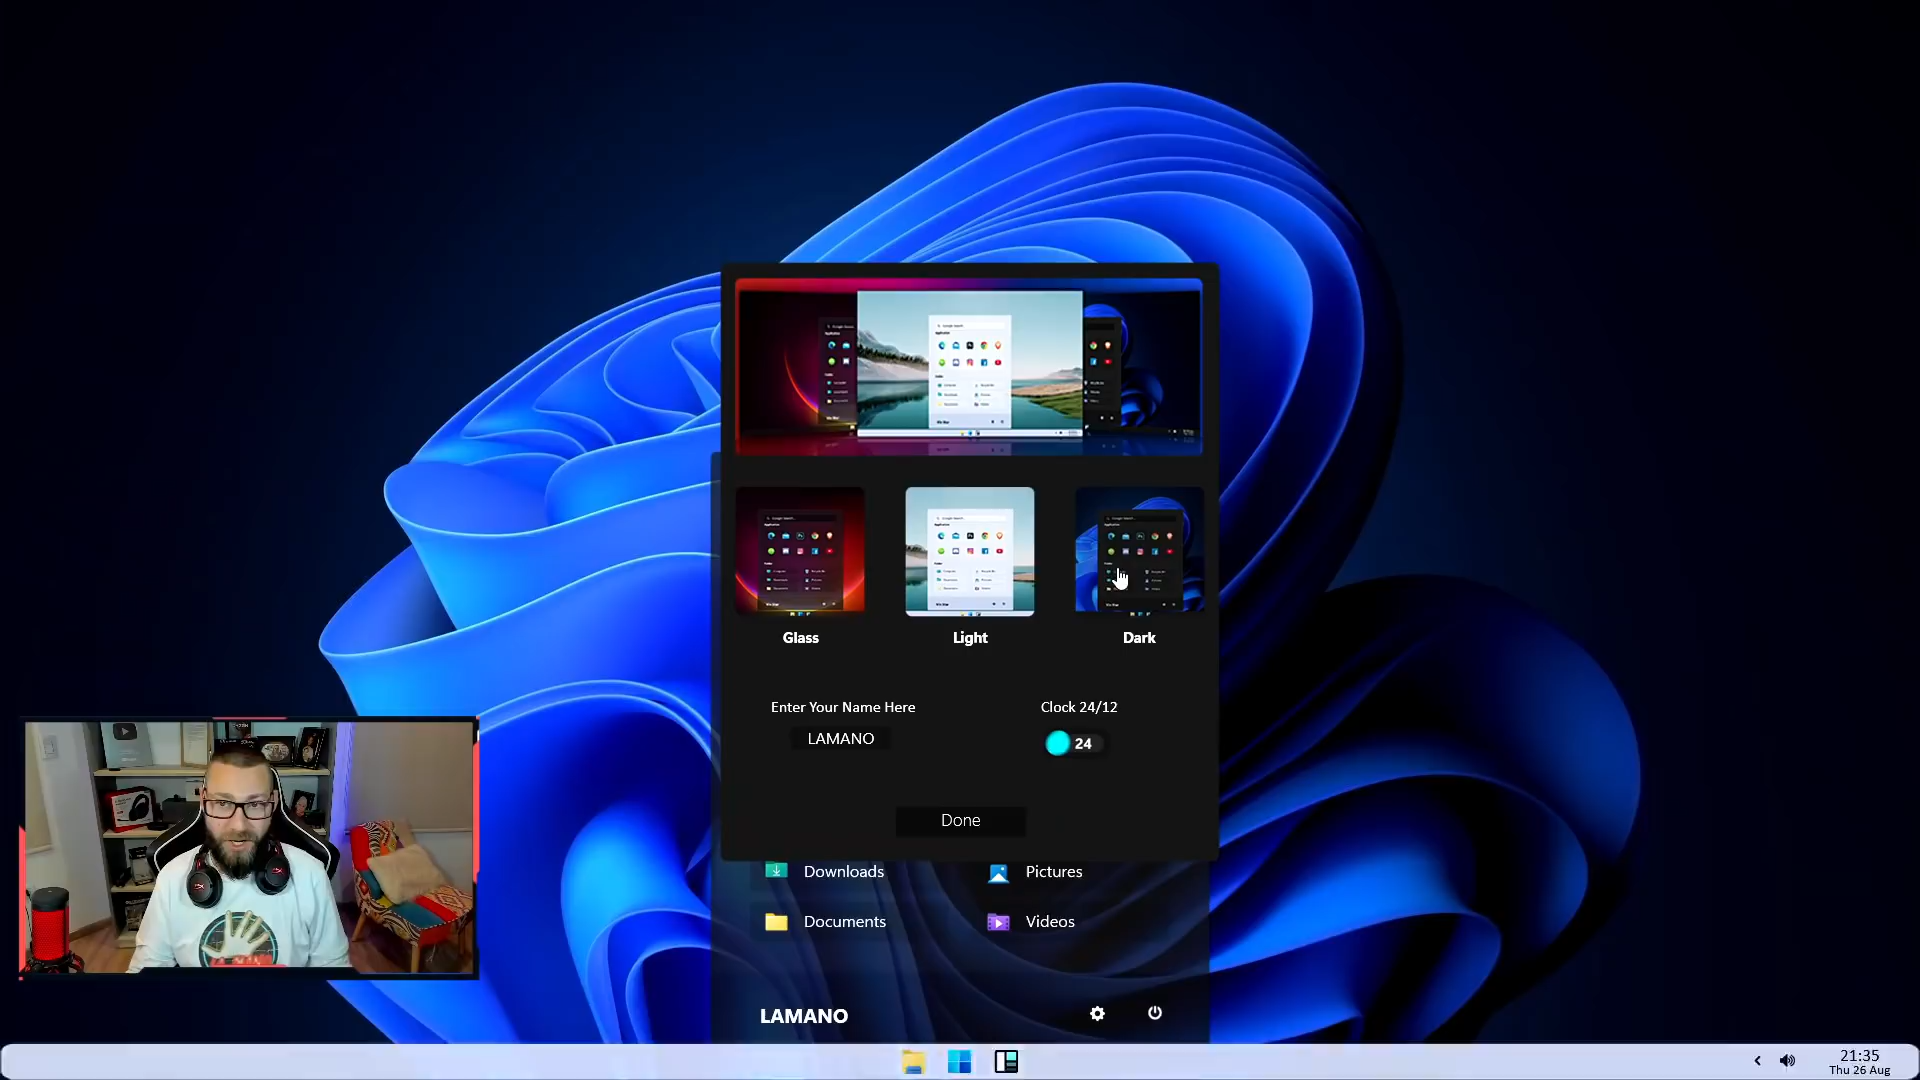 Glass
Light
Dark
Enter Your Name Here
Clock 24/12
LAMANO
24
Done
Downloads
Pictures
Documents
Videos
LAMANO
21:35
Thu 26 Aug